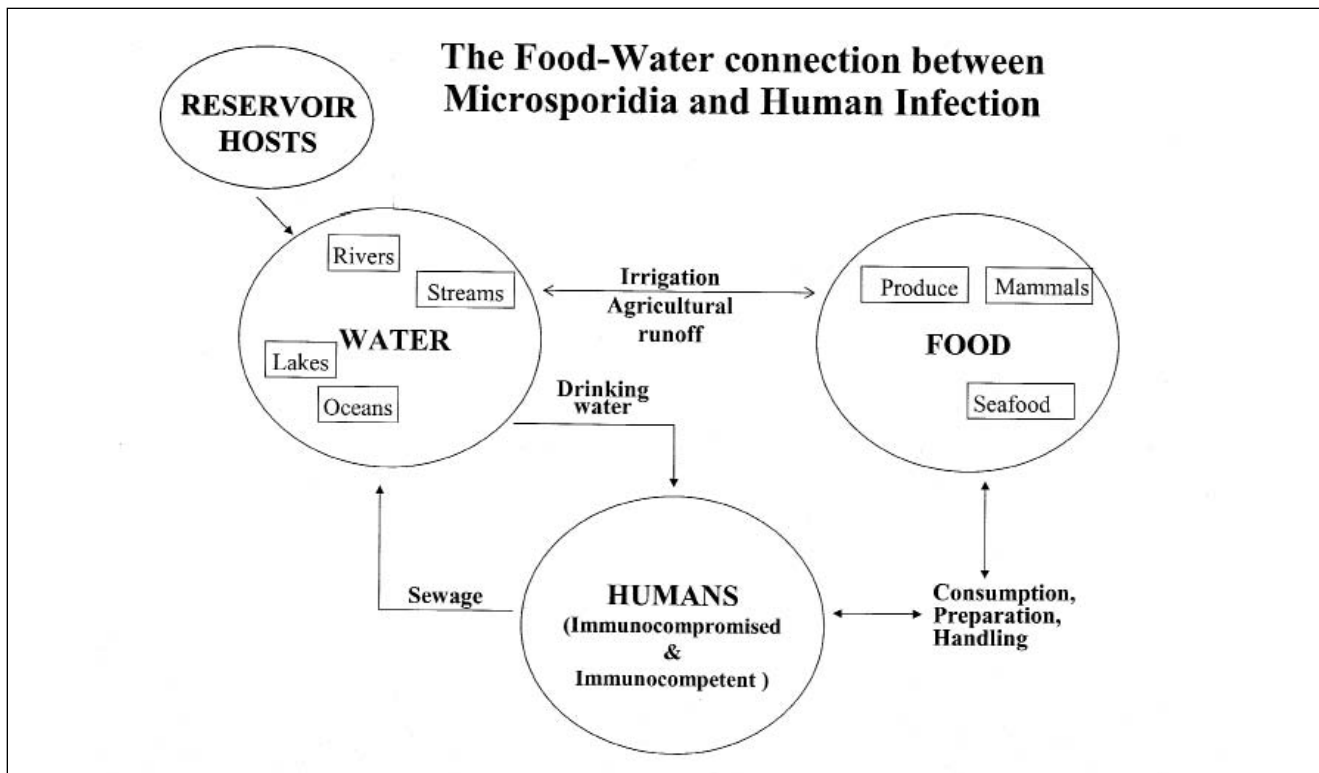 The Food-Water connection between
Microsporidia and Human Infection
RESERVOIR
HOSTS
Rivers
Streams
WATER
Lakes
Oceans
Irrigation
Agricultural
runoff
Produce
Mammals
FOOD
Seafood
Drinking
water
Sewage
HUMANS
(Immunocompromised
&
Immunocompetent )
Consumption,
Preparation,
Handling